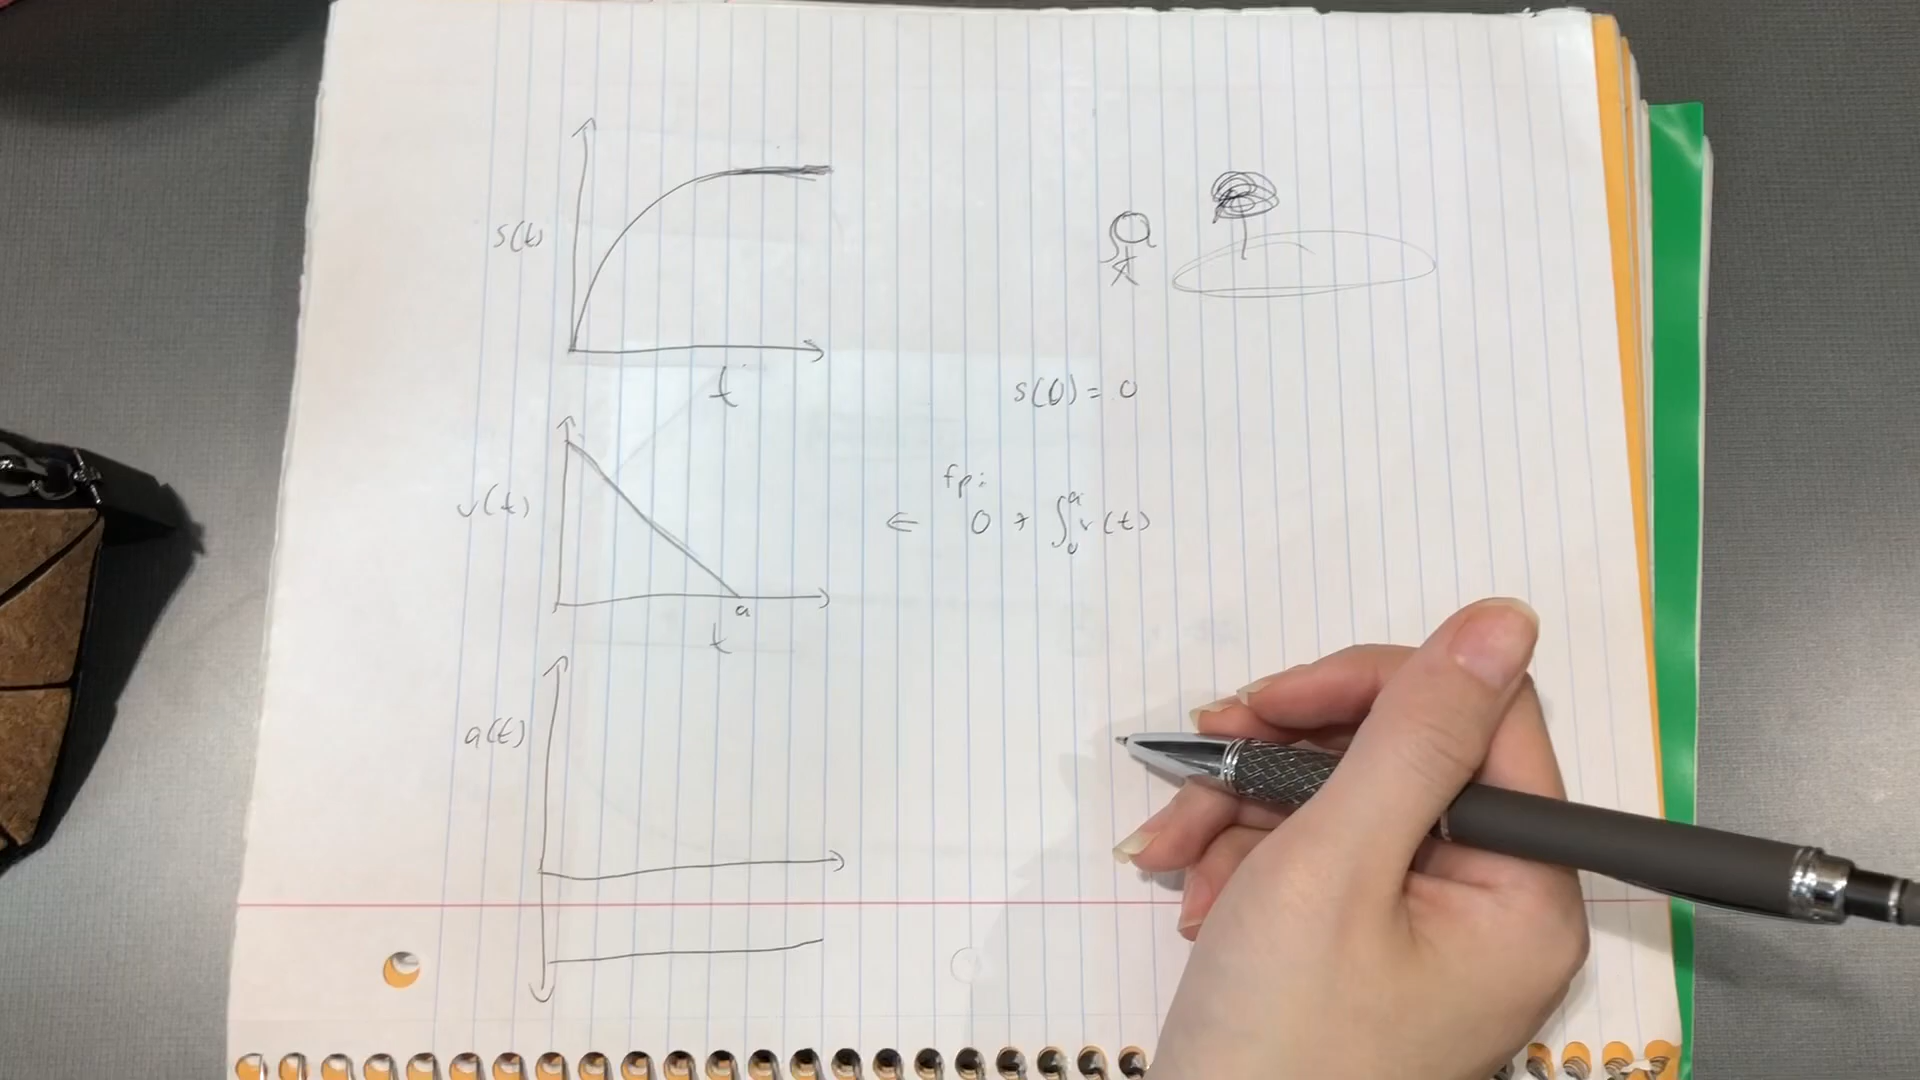 s(t)
t
s(0) = 0
v(t)
fp:
⇐ 0 + ∫₀ᵃ v(t)
a
t
a(t)